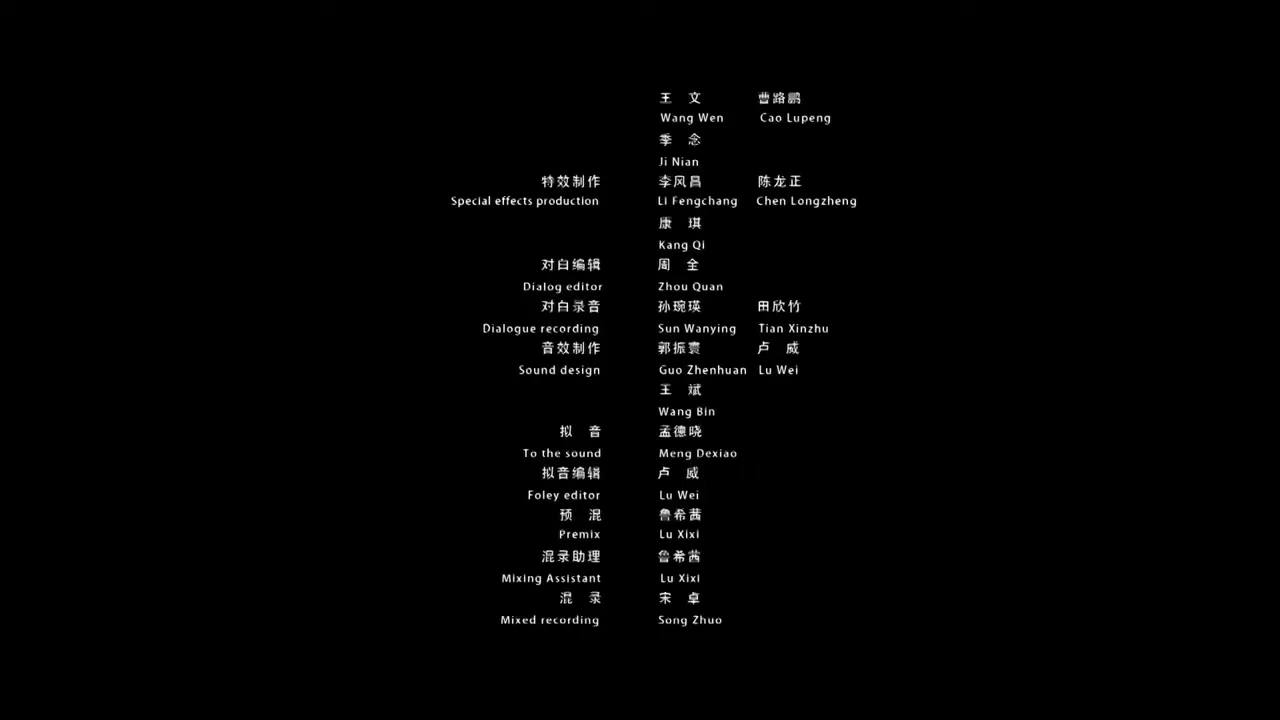 王 文 曹路鹏
Wang Wen Cao Lupeng
季 念
Ji Nian
特效制作 李风昌 陈龙正
Special effects production Li Fengchang Chen Longzheng
康 琪
Kang Qi
对白编辑 周 全
Dialog editor Zhou Quan
对白录音 孙琬瑛 田欣竹
Dialogue recording Sun Wanying Tian Xinzhu
音效制作 郭振寰 卢 威
Sound design Guo Zhenhuan Lu Wei
王 斌
Wang Bin
拟 音 孟德晓
To the sound Meng Dexiao
拟音编辑 卢 威
Foley editor Lu Wei
预 混 鲁希茜
Premix Lu Xixi
混录助理 鲁希茜
Mixing Assistant Lu Xixi
混 录 宋 卓
Mixed recording Song Zhuo